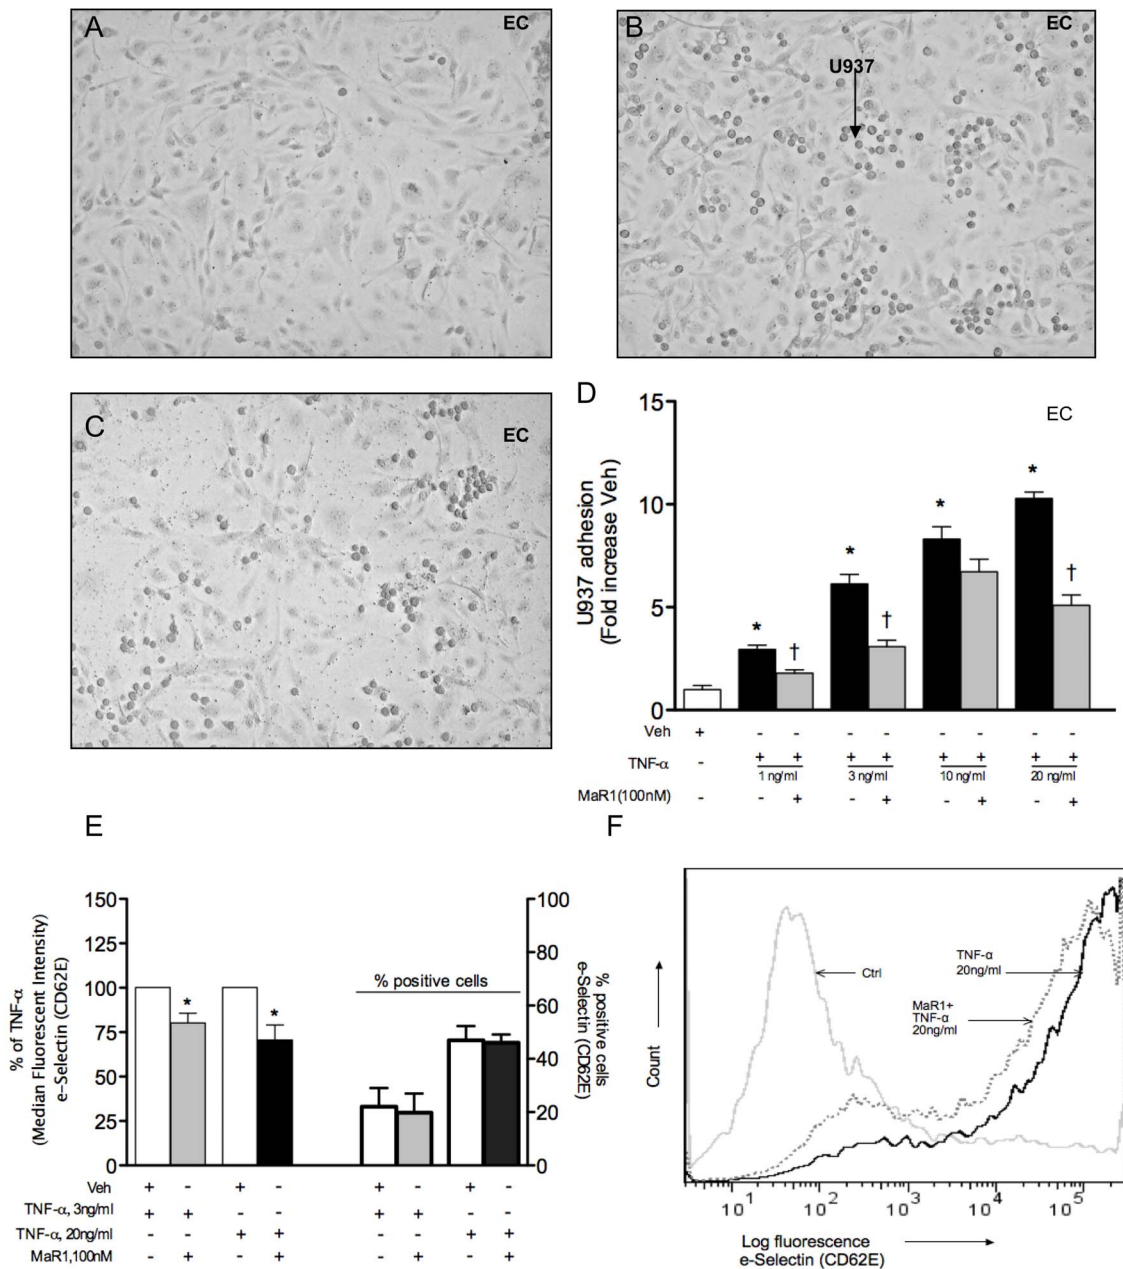 A
EC
B
EC
U937
C
EC
D
EC
U937 adhesion
(Fold increase Veh)
15
10
5
0
*
†
*
†
*
*
†
Veh + - - - - - - - -
TNF-α - + + + + + + + +
1 ng/ml 3 ng/ml 10 ng/ml 20 ng/ml
MaR1(100nM) - - + - + - + - +
E
% of TNF-α
(Median Fluorescent Intensity)
e-Selectin (CD62E)
150
125
100
75
50
25
0
*
*
% positive cells
100
80
60
40
20
0
% positive cells
e-Selectin (CD62E)
Veh + - + - + - + -
TNF-α, 3ng/ml + + - - + + - -
TNF-α, 20ng/ml - - + + - - + +
MaR1,100nM - + - + - + - +
F
Count
Ctrl
TNF-α
20ng/ml
MaR1+
TNF-α
20ng/ml
10¹ 10² 10³ 10⁴ 10⁵
Log fluorescence
e-Selectin (CD62E)